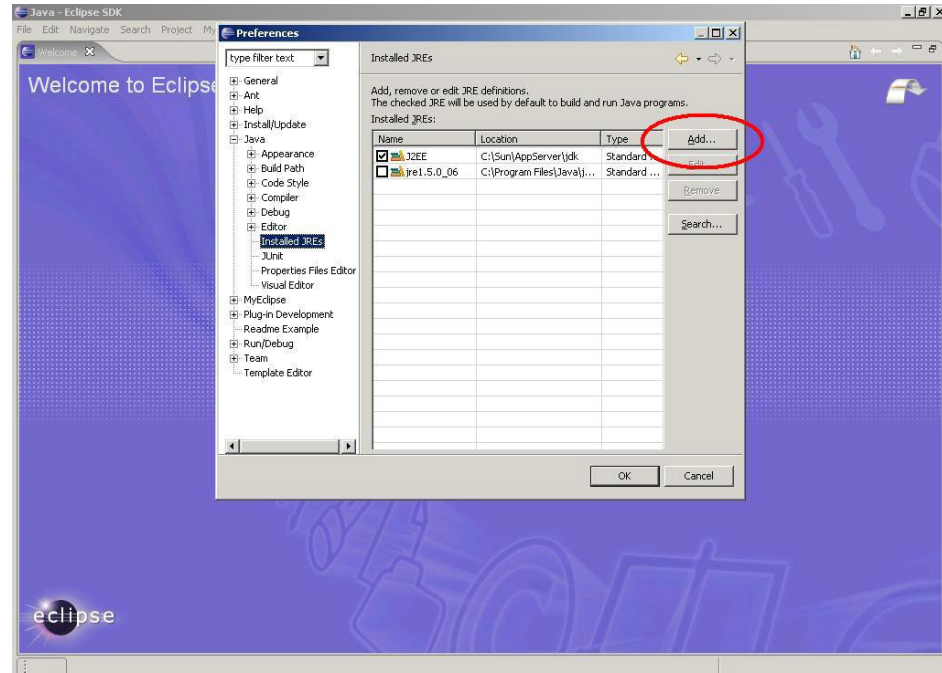 Java - Eclipse SDK
File Edit Navigate Search Project My
Welcome
Welcome to Eclipse
Preferences
type filter text
General
Ant
Help
Install/Update
Java
Appearance
Build Path
Code Style
Compiler
Debug
Editor
Installed JREs
JUnit
Properties Files Editor
Visual Editor
MyEclipse
Plug-in Development
Readme Example
Run/Debug
Team
Template Editor
Installed JREs
Add, remove or edit JRE definitions.
The checked JRE will be used by default to build and run Java programs.
Installed JREs:
Name Location Type
J2EE C:\Sun\AppServer\jdk Standard ...
jre1.5.0_06 C:\Program Files\Java\j... Standard ...
Add...
Edit...
Remove
Search...
OK Cancel
eclipse